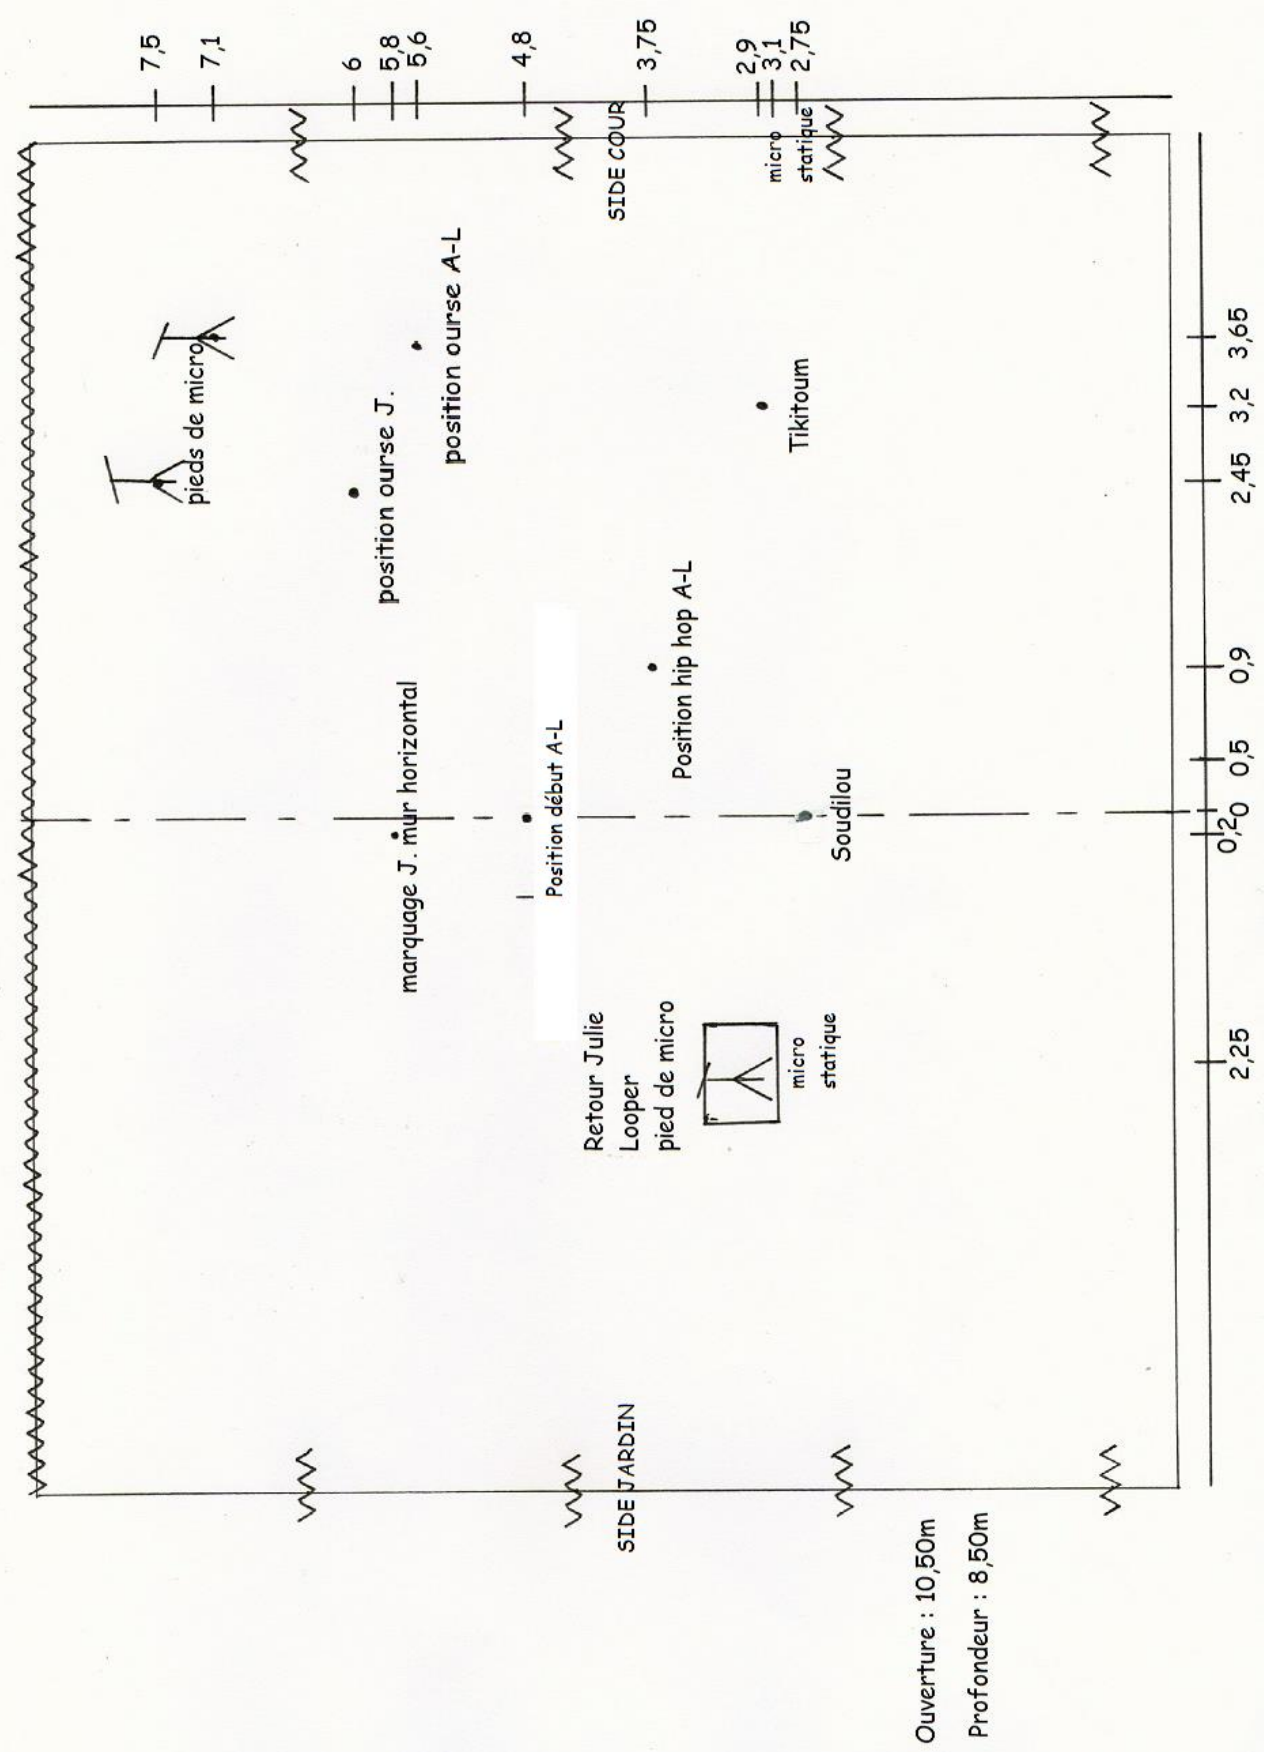 7,5
7,1
6
5,8
5,6
4,8
3,75
2,9
3,1
2,75
SIDE COUR
micro
statique
pieds de micro
position ourse J.
position ourse A-L
marquage J. mur horizontal
Position début A-L
Position hip hop A-L
Tikitoum
Soudilou
Retour Julie
Looper
pied de micro
micro
statique
SIDE JARDIN
2,25
0,2
0
0,5
0,9
2,45
3,2
3,65
Ouverture : 10,50m
Profondeur : 8,50m